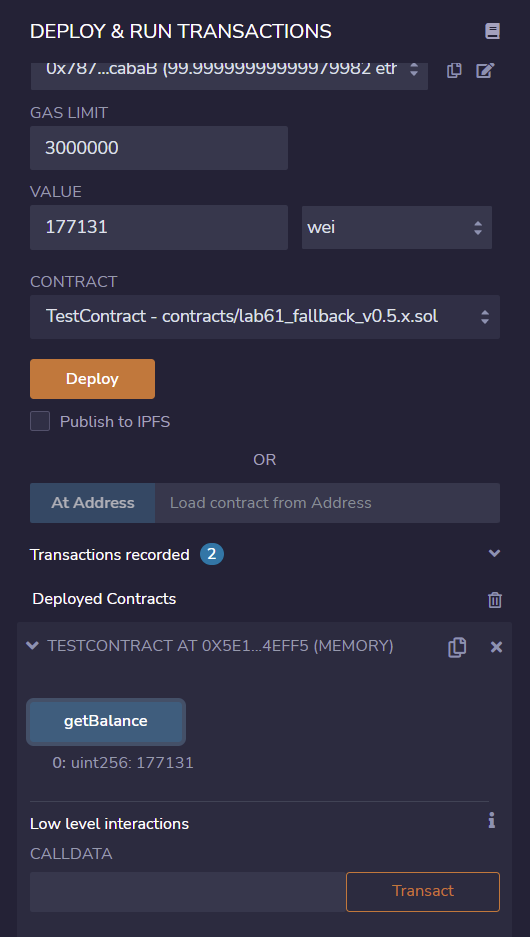 DEPLOY & RUN TRANSACTIONS
0x787...cabaB (99.99999999999979982 eth
GAS LIMIT
3000000
VALUE
177131 wei
CONTRACT
TestContract - contracts/lab61_fallback_v0.5.x.sol
Deploy
Publish to IPFS
OR
At Address Load contract from Address
Transactions recorded 2
Deployed Contracts
TESTCONTRACT AT 0X5E1...4EFF5 (MEMORY)
getBalance
0: uint256: 177131
Low level interactions
CALLDATA
Transact